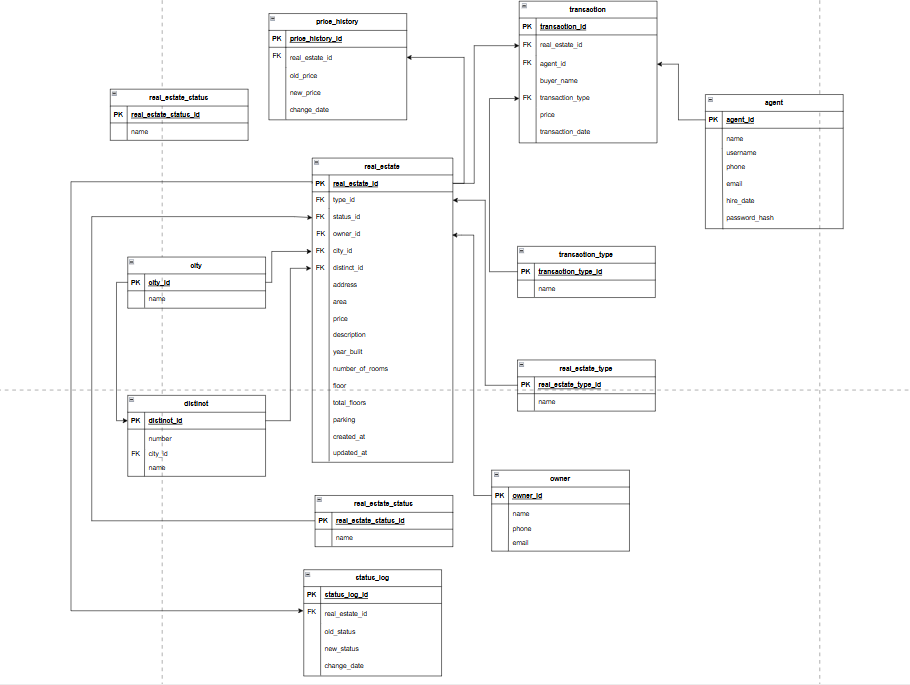 price_history
PK price_history_id
FK real_estate_id
old_price
new_price
change_date
transaction
PK transaction_id
FK real_estate_id
FK agent_id
buyer_name
FK transaction_type
price
transaction_date
real_estate_status
PK real_estate_status_id
name
agent
PK agent_id
name
username
phone
email
hire_date
password_hash
real_estate
PK real_estate_id
FK type_id
FK status_id
FK owner_id
FK city_id
FK distinct_id
address
area
price
description
year_built
number_of_rooms
floor
total_floors
parking
created_at
updated_at
city
PK city_id
name
transaction_type
PK transaction_type_id
name
real_estate_type
PK real_estate_type_id
name
distinct
PK distinct_id
number
FK city_id
name
owner
PK owner_id
name
phone
email
real_estate_status
PK real_estate_status_id
name
status_log
PK status_log_id
FK real_estate_id
old_status
new_status
change_date